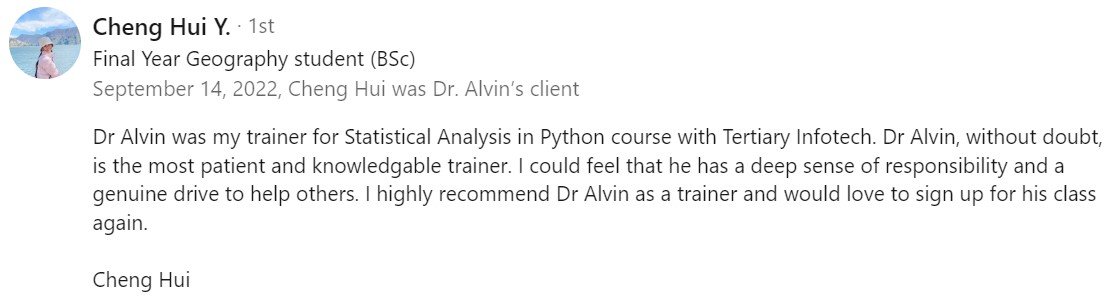 Cheng Hui Y. · 1st
Final Year Geography student (BSc)
September 14, 2022, Cheng Hui was Dr. Alvin’s client
Dr Alvin was my trainer for Statistical Analysis in Python course with Tertiary Infotech. Dr Alvin, without doubt,
is the most patient and knowledgable trainer. I could feel that he has a deep sense of responsibility and a
genuine drive to help others. I highly recommend Dr Alvin as a trainer and would love to sign up for his class
again.
Cheng Hui